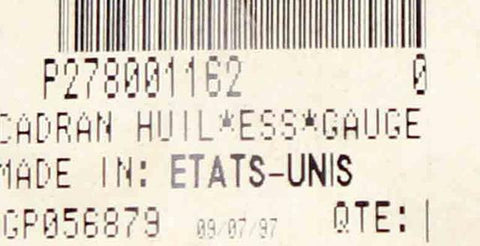 P278001162 0
CADRAN HUIL*ESS*GAUGE
MADE IN: ETATS-UNIS
GP056879 09/07/97 QTE: